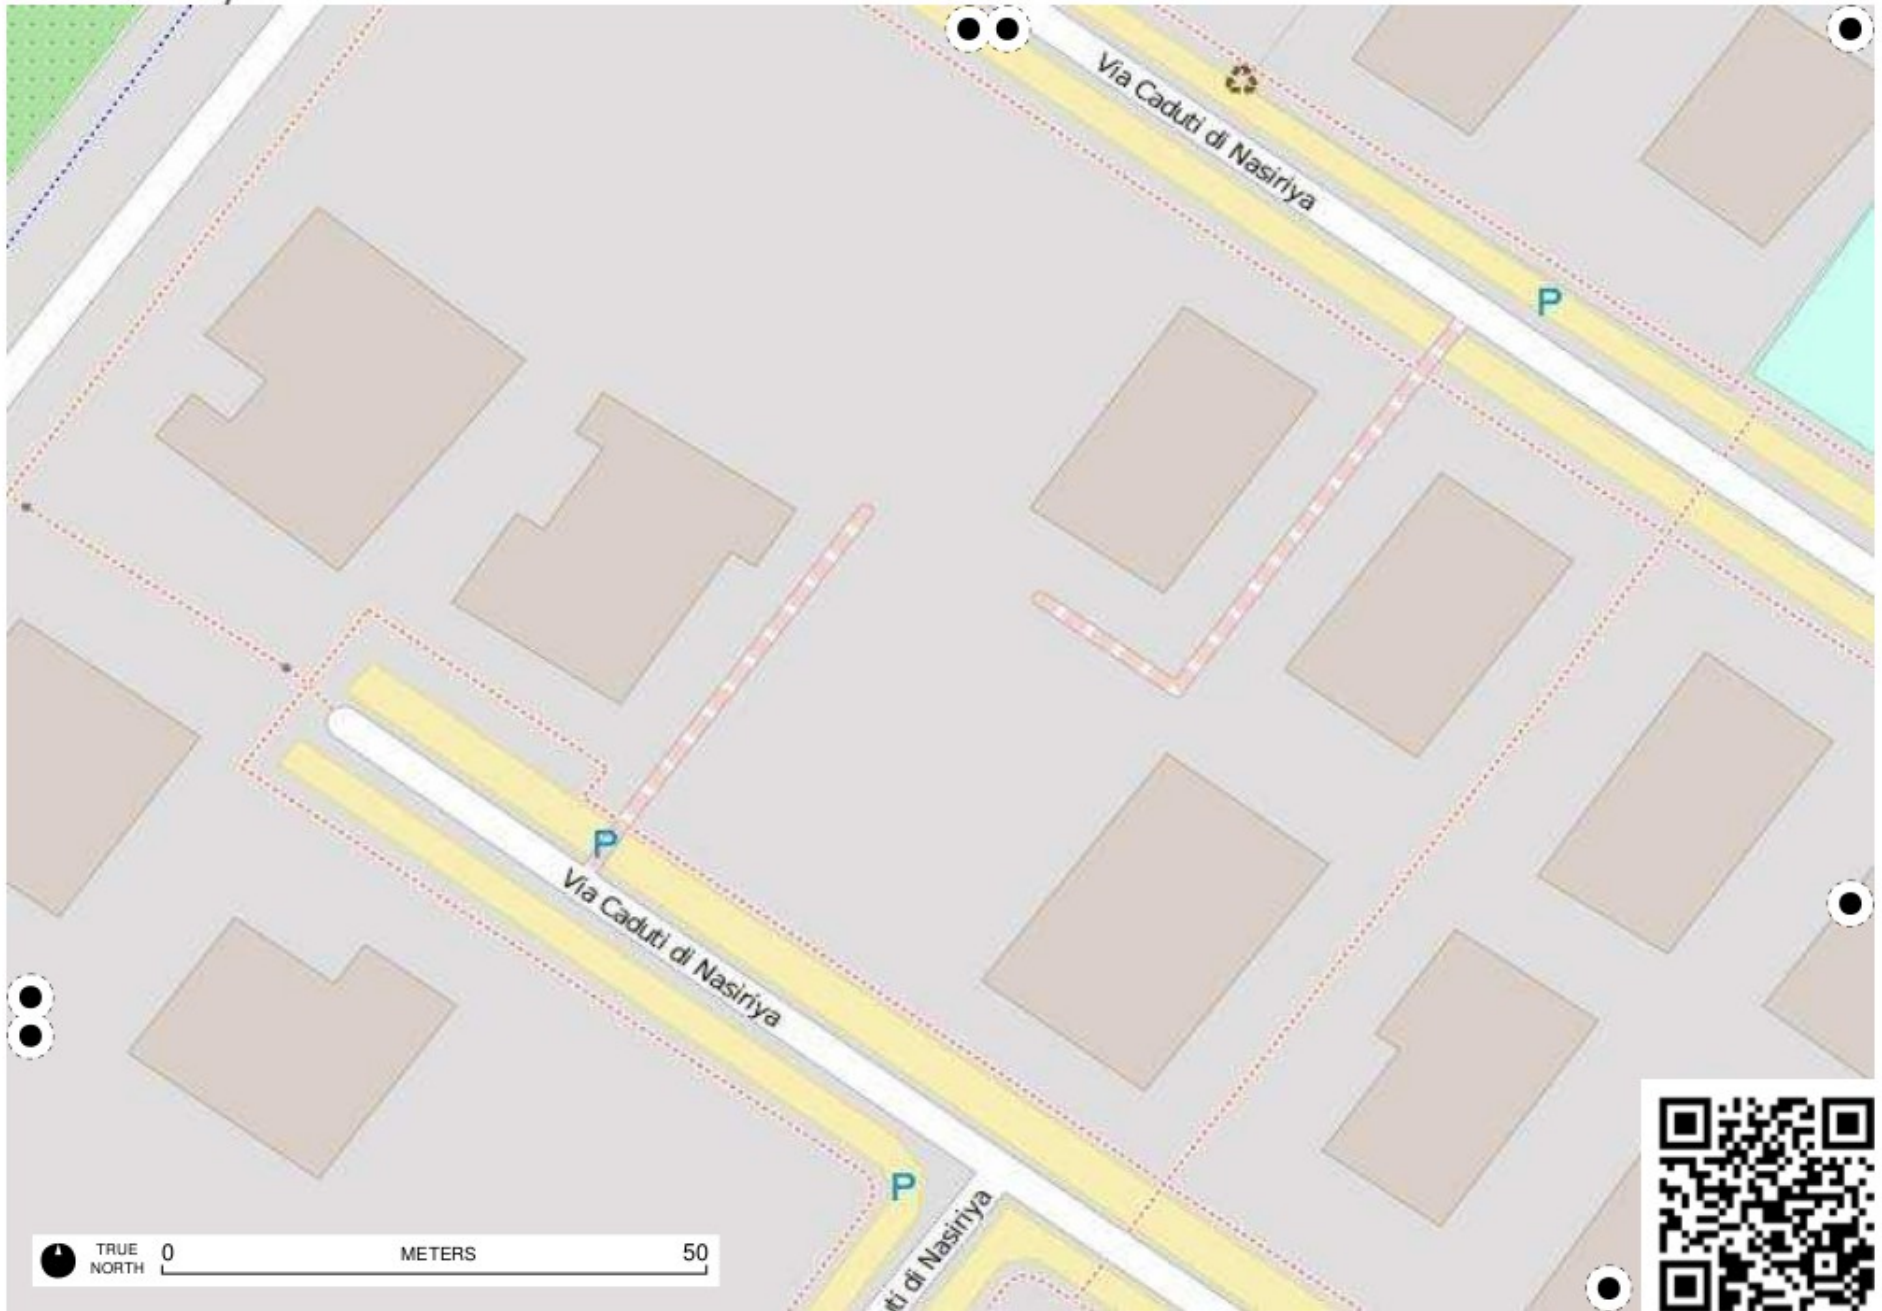 Via Caduti di Nasiriya
P
P
Via Caduti di Nasiriya
P
ti di Nasiriya
TRUE NORTH
0 METERS 50